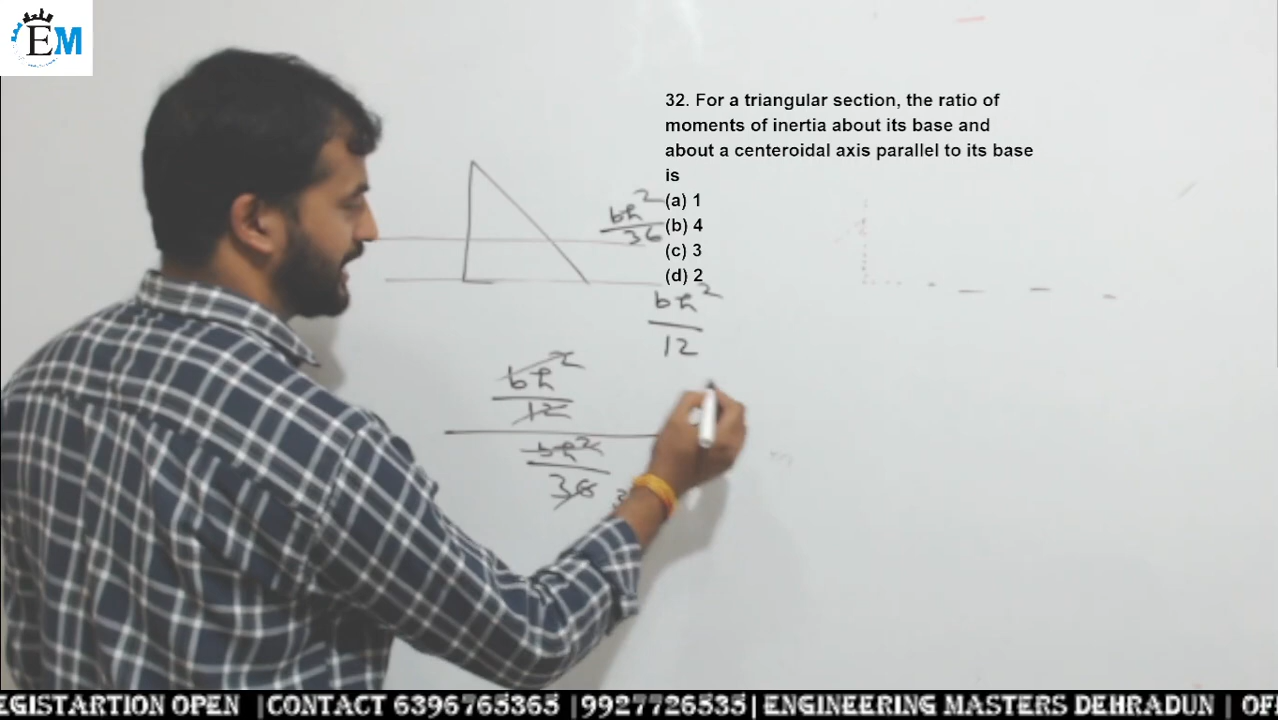 EM
32. For a triangular section, the ratio of
moments of inertia about its base and
about a centeroidal axis parallel to its base
is
(a) 1
(b) 4
(c) 3
(d) 2
bh²
36
bh²
12
bh²
12
bh²
36
3
EGISTARTION OPEN |CONTACT 6396765365 |9927726535| ENGINEERING MASTERS DEHRADUN | OF